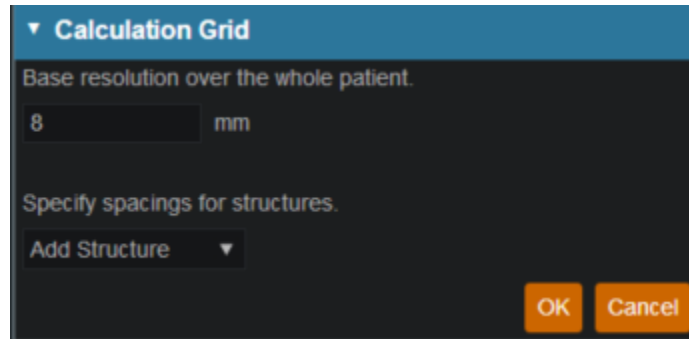 Calculation Grid
Base resolution over the whole patient.
8 mm
Specify spacings for structures.
Add Structure
OK Cancel